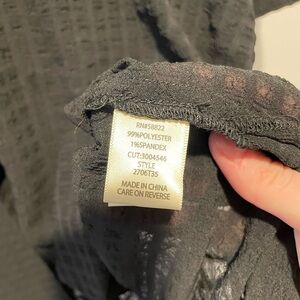 RN#58822
99%POLYESTER
1%SPANDEX
CUT:3004546
STYLE
2706T35
MADE IN CHINA
CARE ON REVERSE